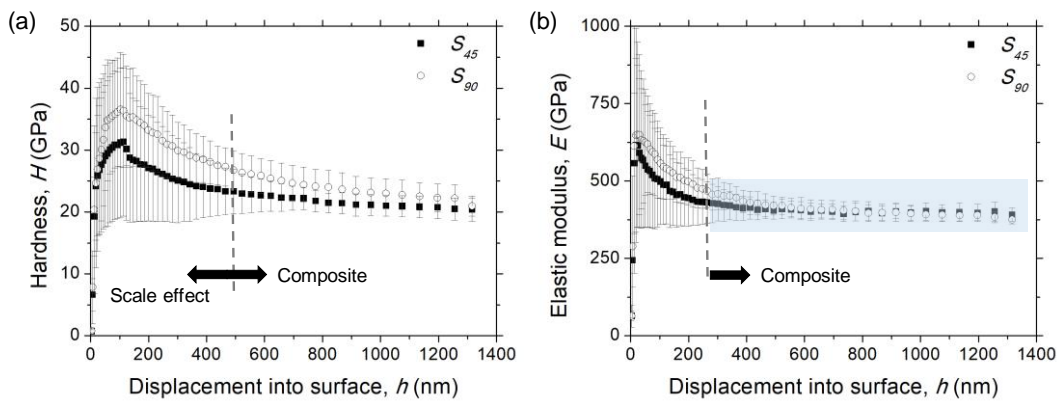 (a)
50
40
30
20
10
0
Hardness, H (GPa)
S45
S90
Scale effect
Composite
0 200 400 600 800 1000 1200 1400
Displacement into surface, h (nm)
(b)
1000
750
500
250
0
Elastic modulus, E (GPa)
S45
S90
Composite
0 200 400 600 800 1000 1200 1400
Displacement into surface, h (nm)